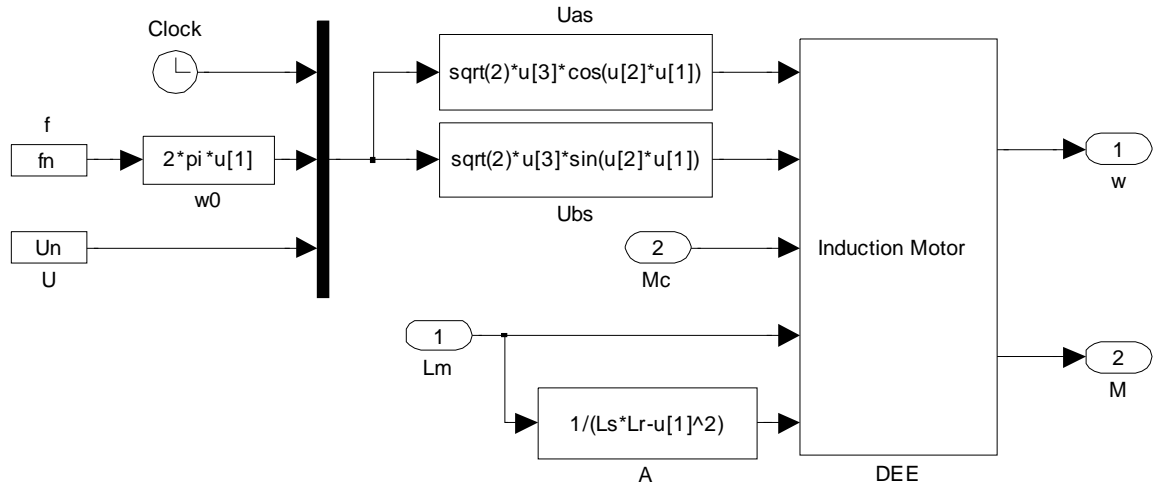 Clock
f
fn
2*pi*u[1]
w0
Un
U
Uas
sqrt(2)*u[3]*cos(u[2]*u[1])
sqrt(2)*u[3]*sin(u[2]*u[1])
Ubs
2
Mc
1
Lm
1/(Ls*Lr-u[1]^2)
A
Induction Motor
DEE
1
w
2
M